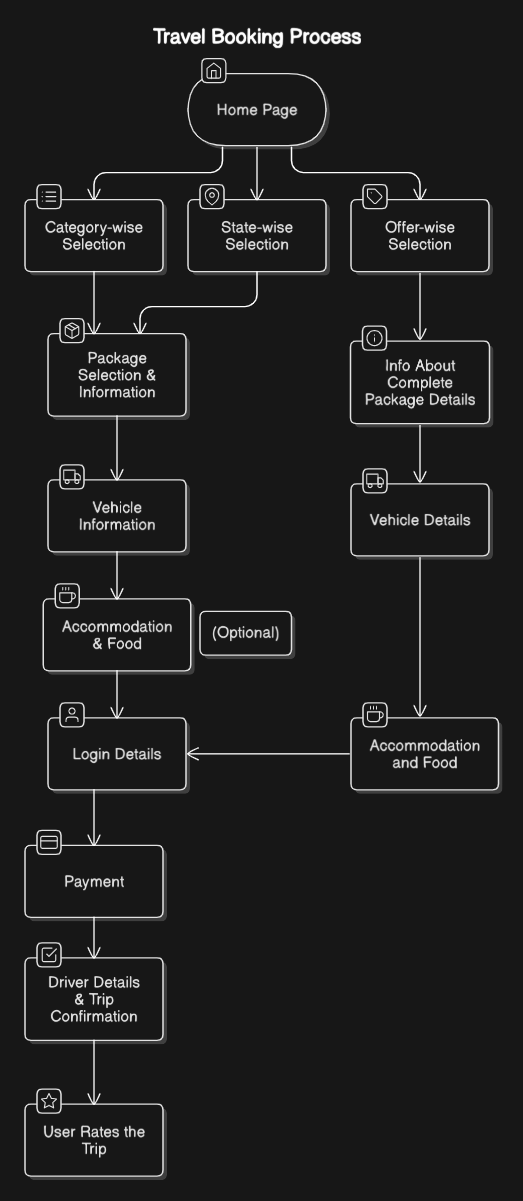 Travel Booking Process
Home Page
Category-wise
Selection
State-wise
Selection
Offer-wise
Selection
Package
Selection &
Information
Info About
Complete
Package Details
Vehicle
Information
Vehicle Details
Accommodation
& Food
(Optional)
Login Details
Accommodation
and Food
Payment
Driver Details
& Trip
Confirmation
User Rates the
Trip